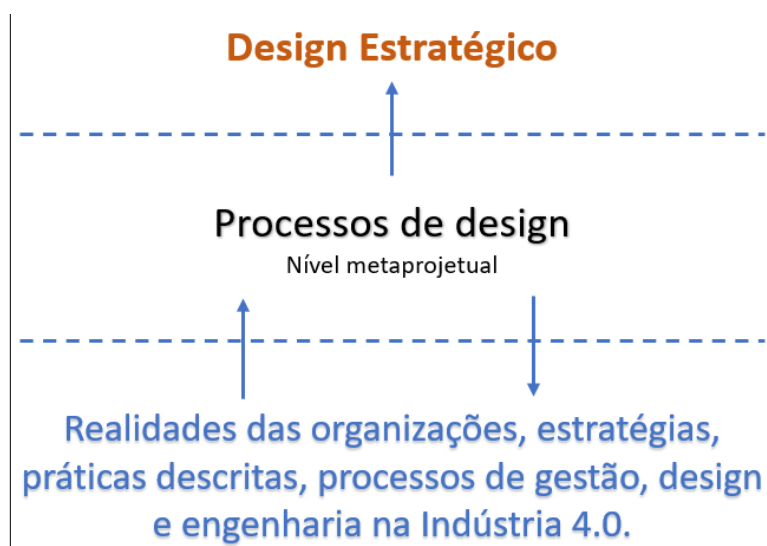 Design Estratégico
Processos de design
Nível metaprojetual
Realidades das organizações, estratégias,
práticas descritas, processos de gestão, design
e engenharia na Indústria 4.0.